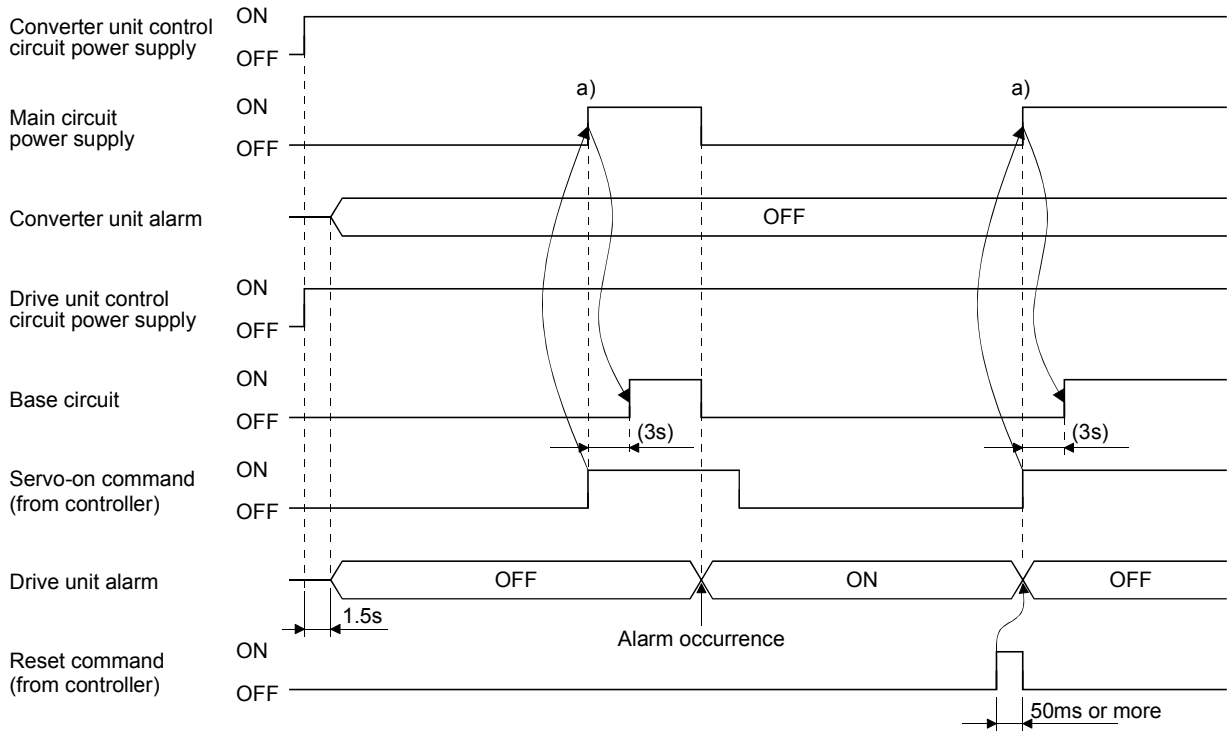 Converter unit control
circuit power supply
ON
OFF
a)
a)
Main circuit
power supply
ON
OFF
Converter unit alarm
OFF
Drive unit control
circuit power supply
ON
OFF
Base circuit
ON
OFF
(3s)
(3s)
Servo-on command
(from controller)
ON
OFF
Drive unit alarm
OFF
ON
OFF
1.5s
Alarm occurrence
Reset command
(from controller)
ON
OFF
50ms or more